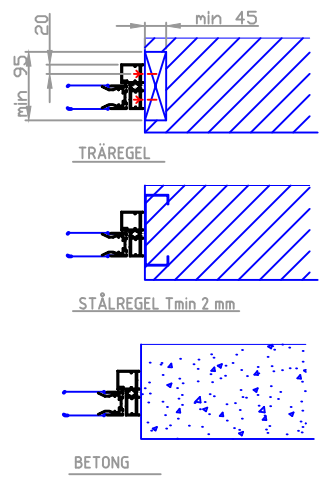 min 45
20
min 95
TRÄREGEL
STÅLREGEL Tmin 2 mm
BETONG